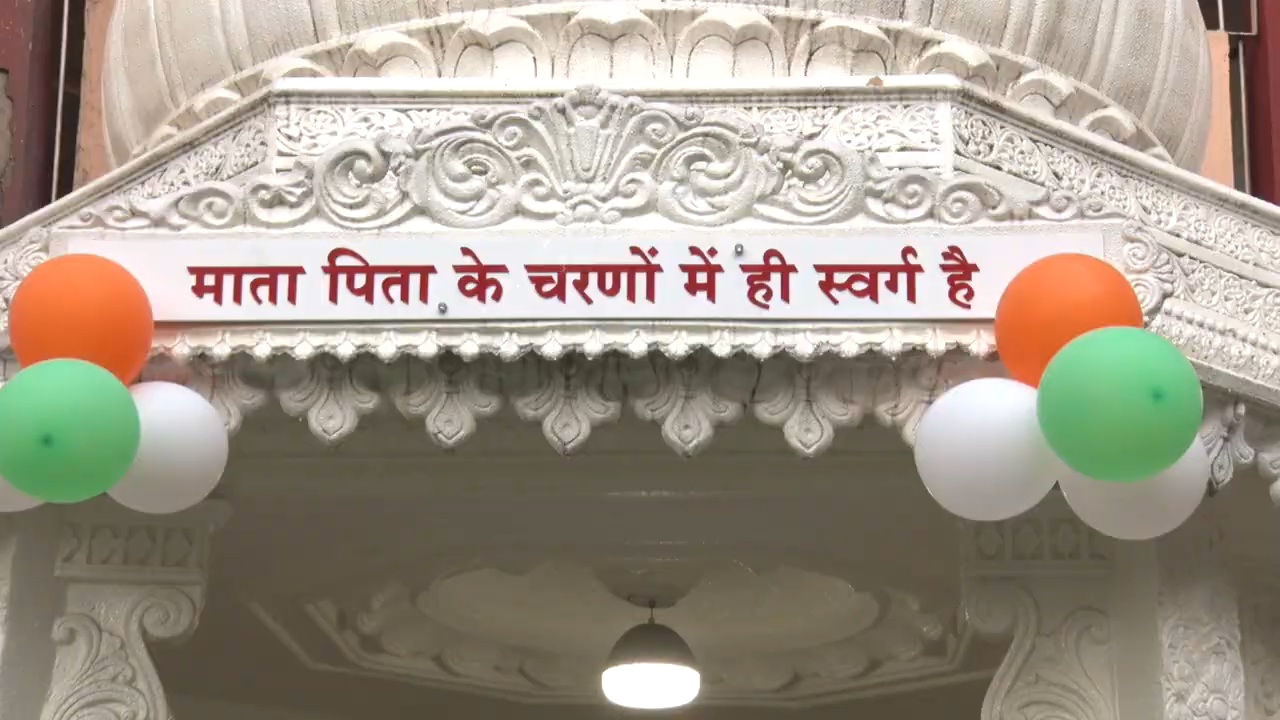 माता पिता के चरणों में ही स्वर्ग है